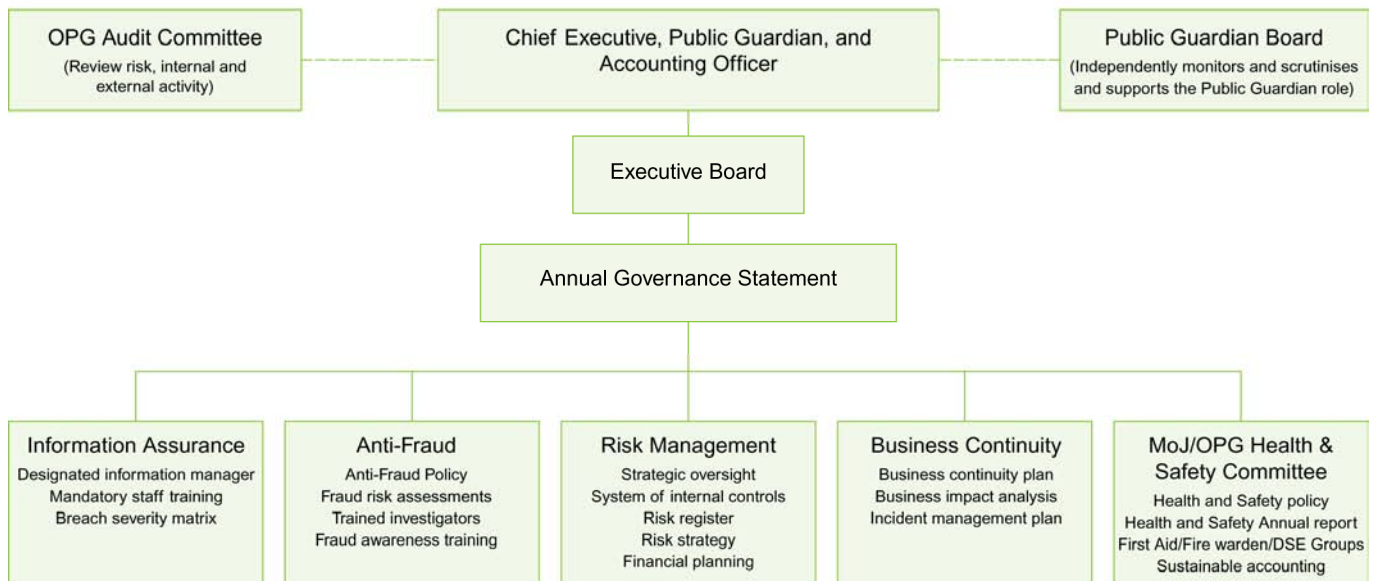 OPG Audit Committee
(Review risk, internal and
external activity)
Chief Executive, Public Guardian, and
Accounting Officer
Public Guardian Board
(Independently monitors and scrutinises
and supports the Public Guardian role)
Executive Board
Annual Governance Statement
Information Assurance
Designated information manager
Mandatory staff training
Breach severity matrix
Anti-Fraud
Anti-Fraud Policy
Fraud risk assessments
Trained investigators
Fraud awareness training
Risk Management
Strategic oversight
System of internal controls
Risk register
Risk strategy
Financial planning
Business Continuity
Business continuity plan
Business impact analysis
Incident management plan
MoJ/OPG Health &
Safety Committee
Health and Safety policy
Health and Safety Annual report
First Aid/Fire warden/DSE Groups
Sustainable accounting